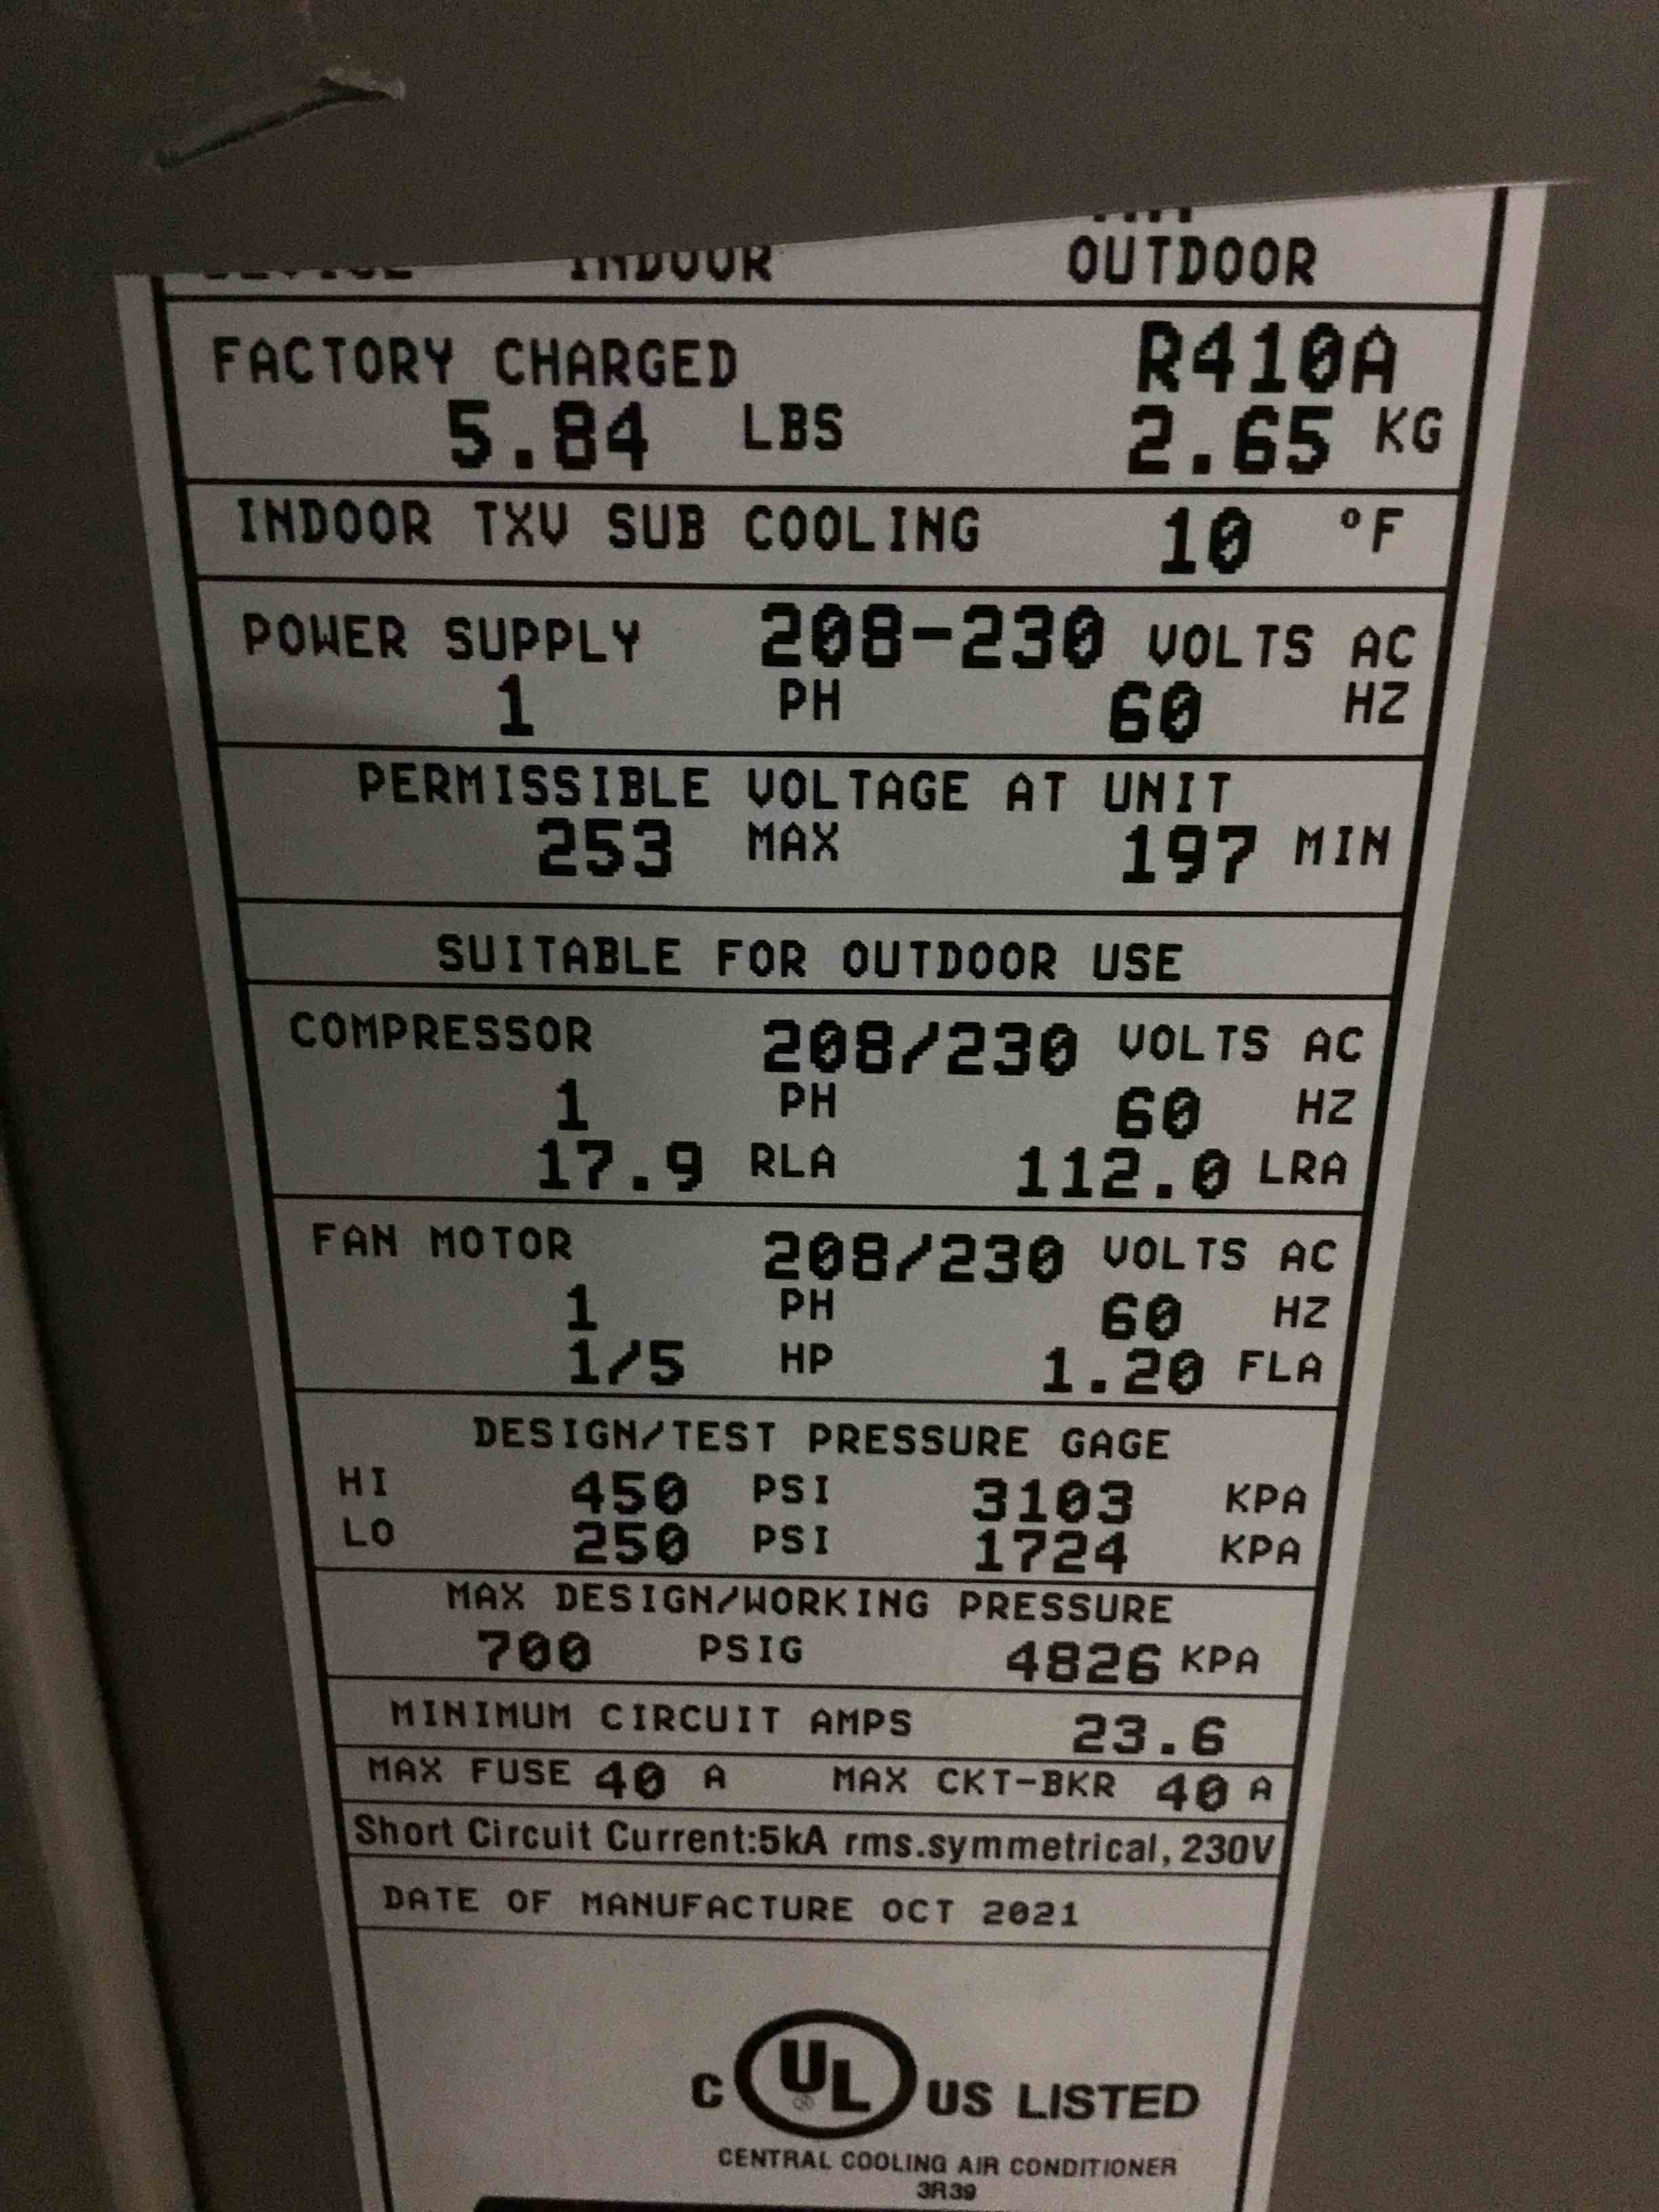 DEVICE INDOOR OUTDOOR
FACTORY CHARGED R410A
5.84 LBS 2.65 KG
INDOOR TXV SUB COOLING 10 °F
POWER SUPPLY 208-230 VOLTS AC
1 PH 60 HZ
PERMISSIBLE VOLTAGE AT UNIT
253 MAX 197 MIN
SUITABLE FOR OUTDOOR USE
COMPRESSOR 208/230 VOLTS AC
1 PH 60 HZ
17.9 RLA 112.0 LRA
FAN MOTOR 208/230 VOLTS AC
1 PH 60 HZ
1/5 HP 1.20 FLA
DESIGN/TEST PRESSURE GAGE
HI 450 PSI 3103 KPA
LO 250 PSI 1724 KPA
MAX DESIGN/WORKING PRESSURE
700 PSIG 4826 KPA
MINIMUM CIRCUIT AMPS 23.6
MAX FUSE 40 A MAX CKT-BKR 40 A
Short Circuit Current:5kA rms.symmetrical, 230V
DATE OF MANUFACTURE OCT 2021
C UL ® US LISTED
CENTRAL COOLING AIR CONDITIONER
3R39